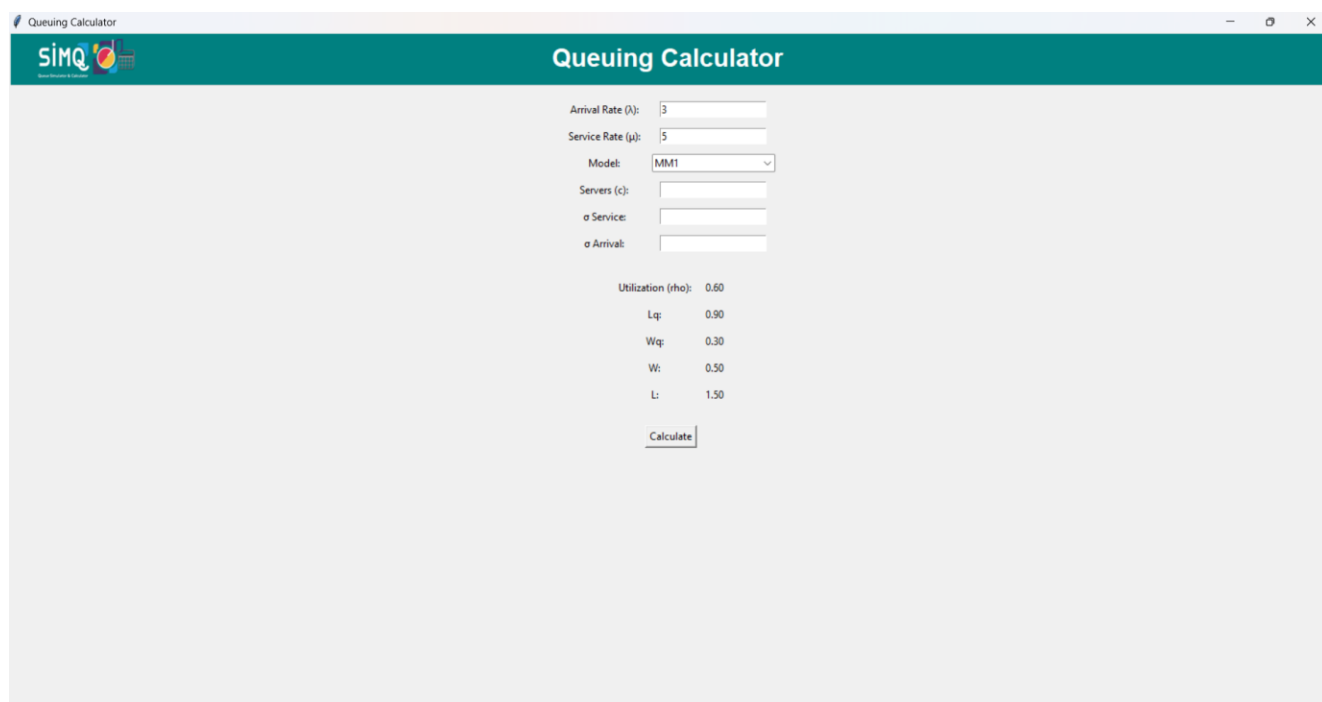 Queuing Calculator
SiMQ
Queuing Calculator
Arrival Rate (λ): 3
Service Rate (μ): 5
Model: MM1
Servers (c):
σ Service:
σ Arrival:
Utilization (rho): 0.60
Lq: 0.90
Wq: 0.30
W: 0.50
L: 1.50
Calculate